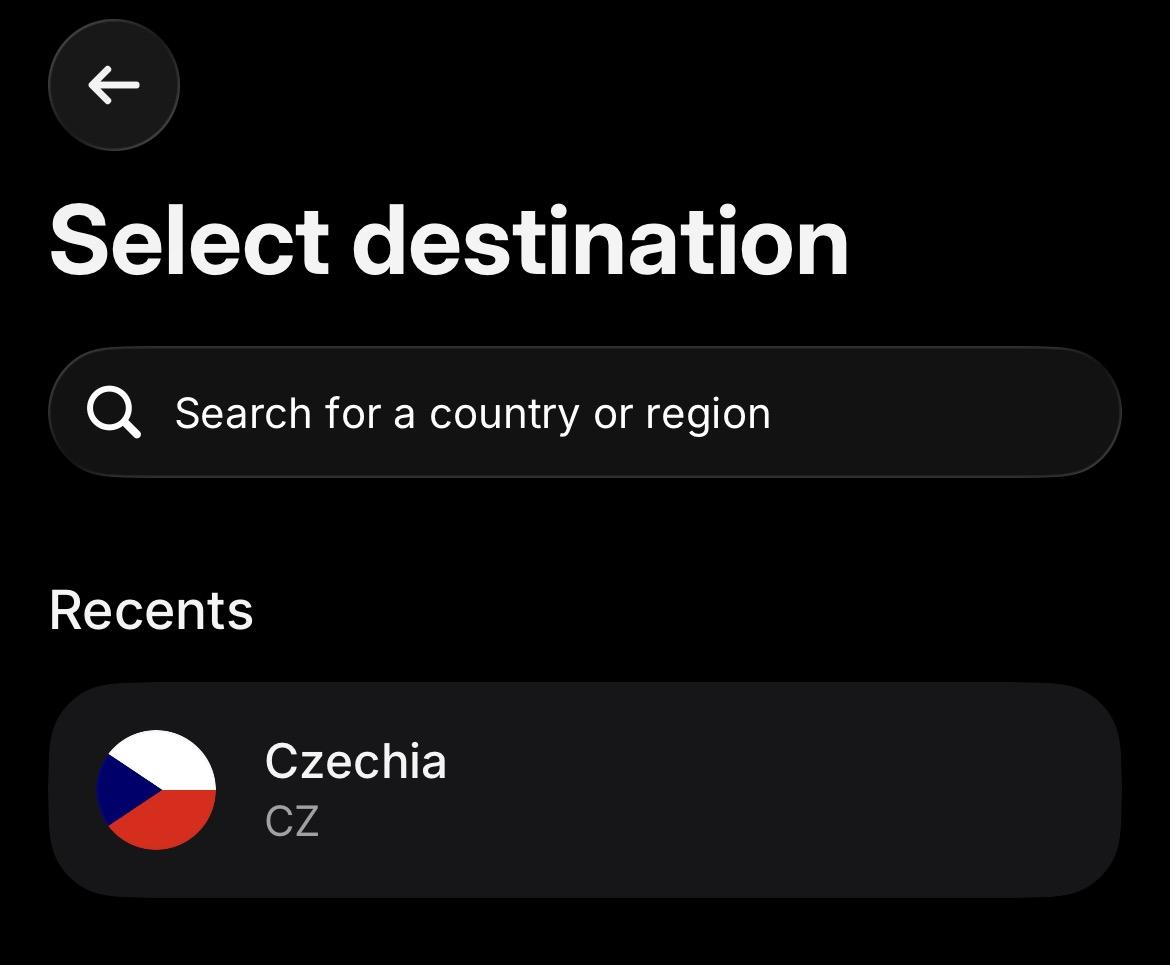 Select destination
Search for a country or region
Recents
Czechia
CZ